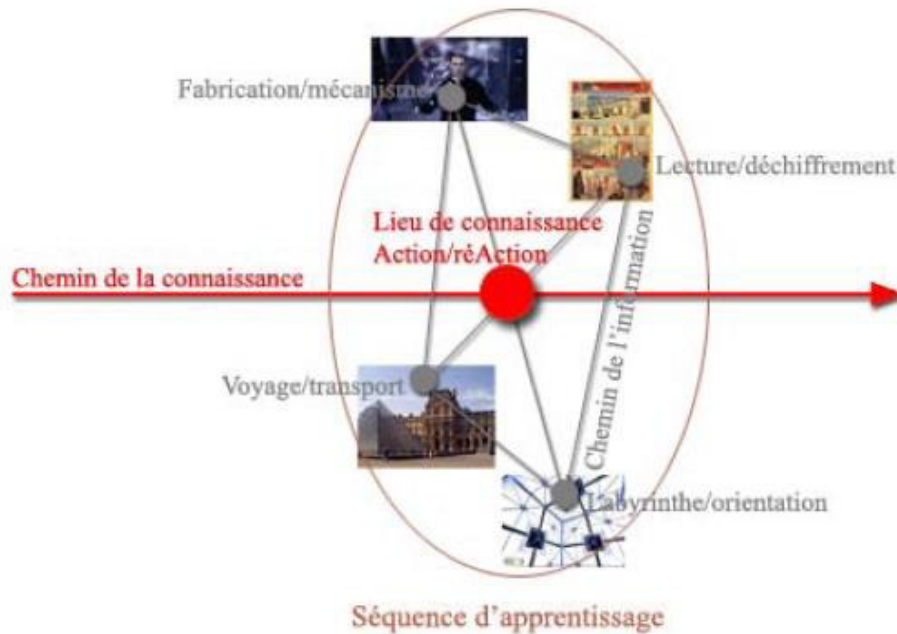 Fabrication/mécanisme
Lecture/déchiffrement
Lieu de connaissance
Action/réAction
Chemin de la connaissance
Chemin de l'information
Voyage/transport
Labyrinthe/orientation
Séquence d'apprentissage